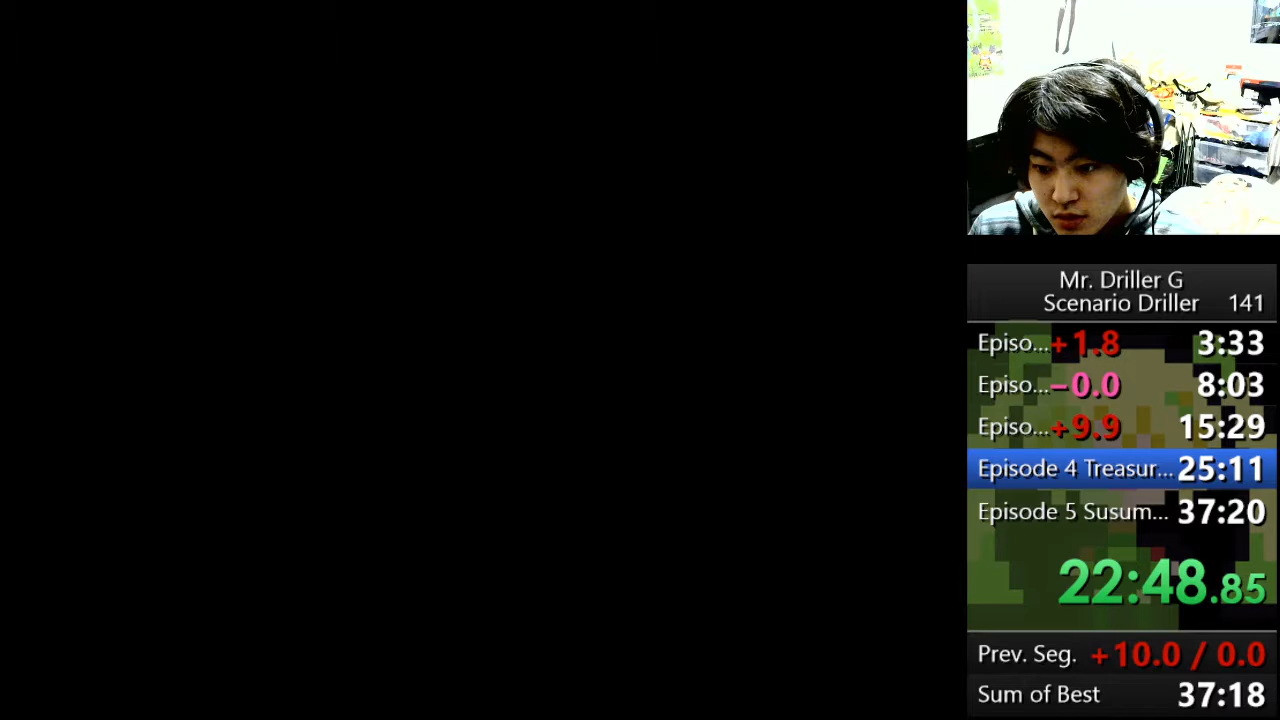 Mr. Driller G
Scenario Driller 141
Episo... +1.8 3:33
Episo... −0.0 8:03
Episo... +9.9 15:29
Episode 4 Treasur... 25:11
Episode 5 Susum... 37:20
22:48.85
Prev. Seg. +10.0 / 0.0
Sum of Best 37:18